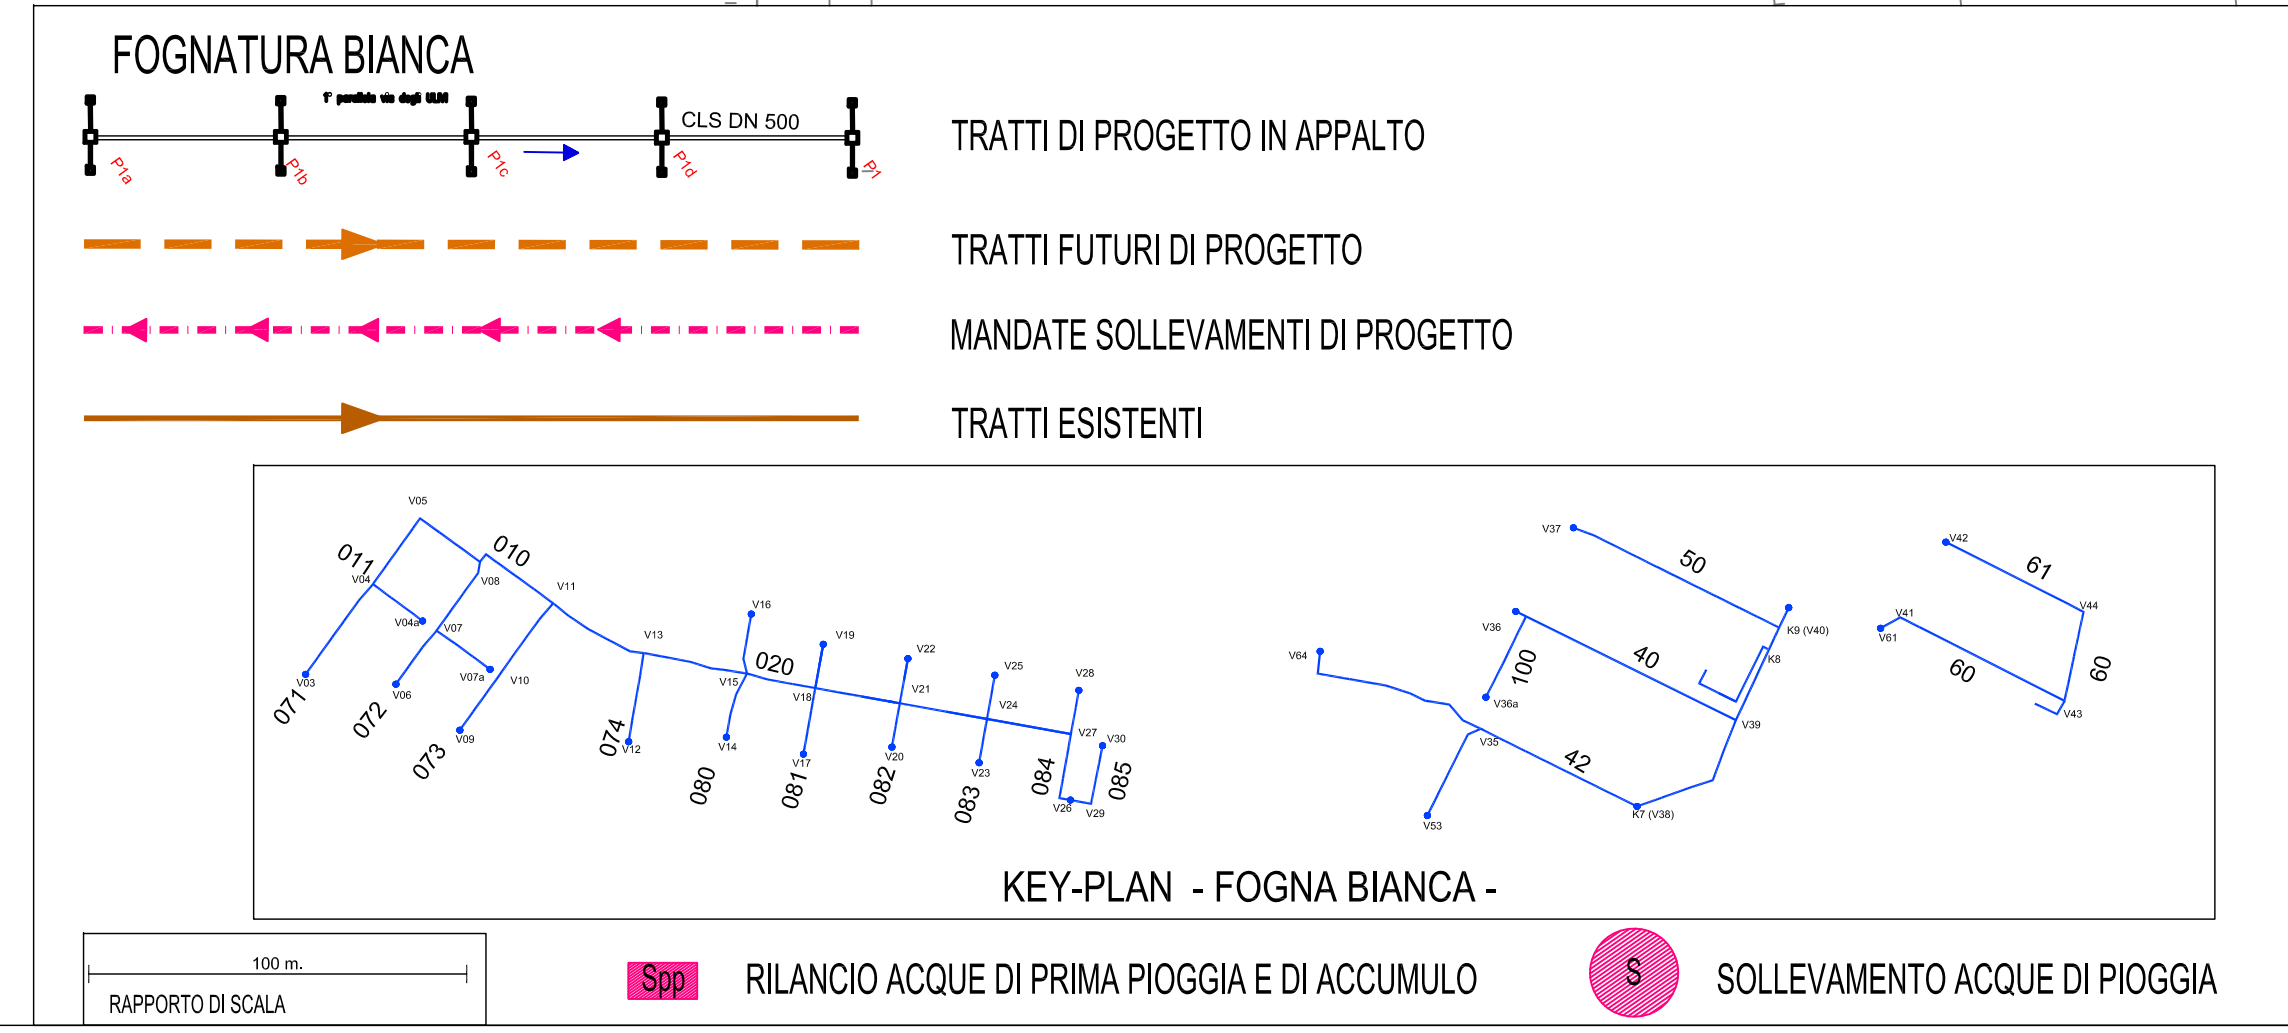 FOGNATURA BIANCA
1° parallela via degli ULMI
CLS DN 500
P1a
P1b
P1c
P1d
P1
TRATTI DI PROGETTO IN APPALTO
TRATTI FUTURI DI PROGETTO
MANDATE SOLLEVAMENTI DI PROGETTO
TRATTI ESISTENTI
V05
011
010
V04
V08
V11
V04a
V07
V13
V16
V19
V22
V25
V28
V03
071
V06
072
V07a
V10
V09
073
V12
074
V15
020
V14
080
V18
V17
081
V21
V20
082
V24
V23
083
V27
V30
084
085
V26
V29
V37
50
V36
K9 (V40)
V64
100
40
K8
V36a
V39
V35
42
V53
K7 (V38)
V42
61
V41
V44
V61
60
60
V43
KEY-PLAN - FOGNA BIANCA -
100 m.
RAPPORTO DI SCALA
Spp
RILANCIO ACQUE DI PRIMA PIOGGIA E DI ACCUMULO
S
SOLLEVAMENTO ACQUE DI PIOGGIA